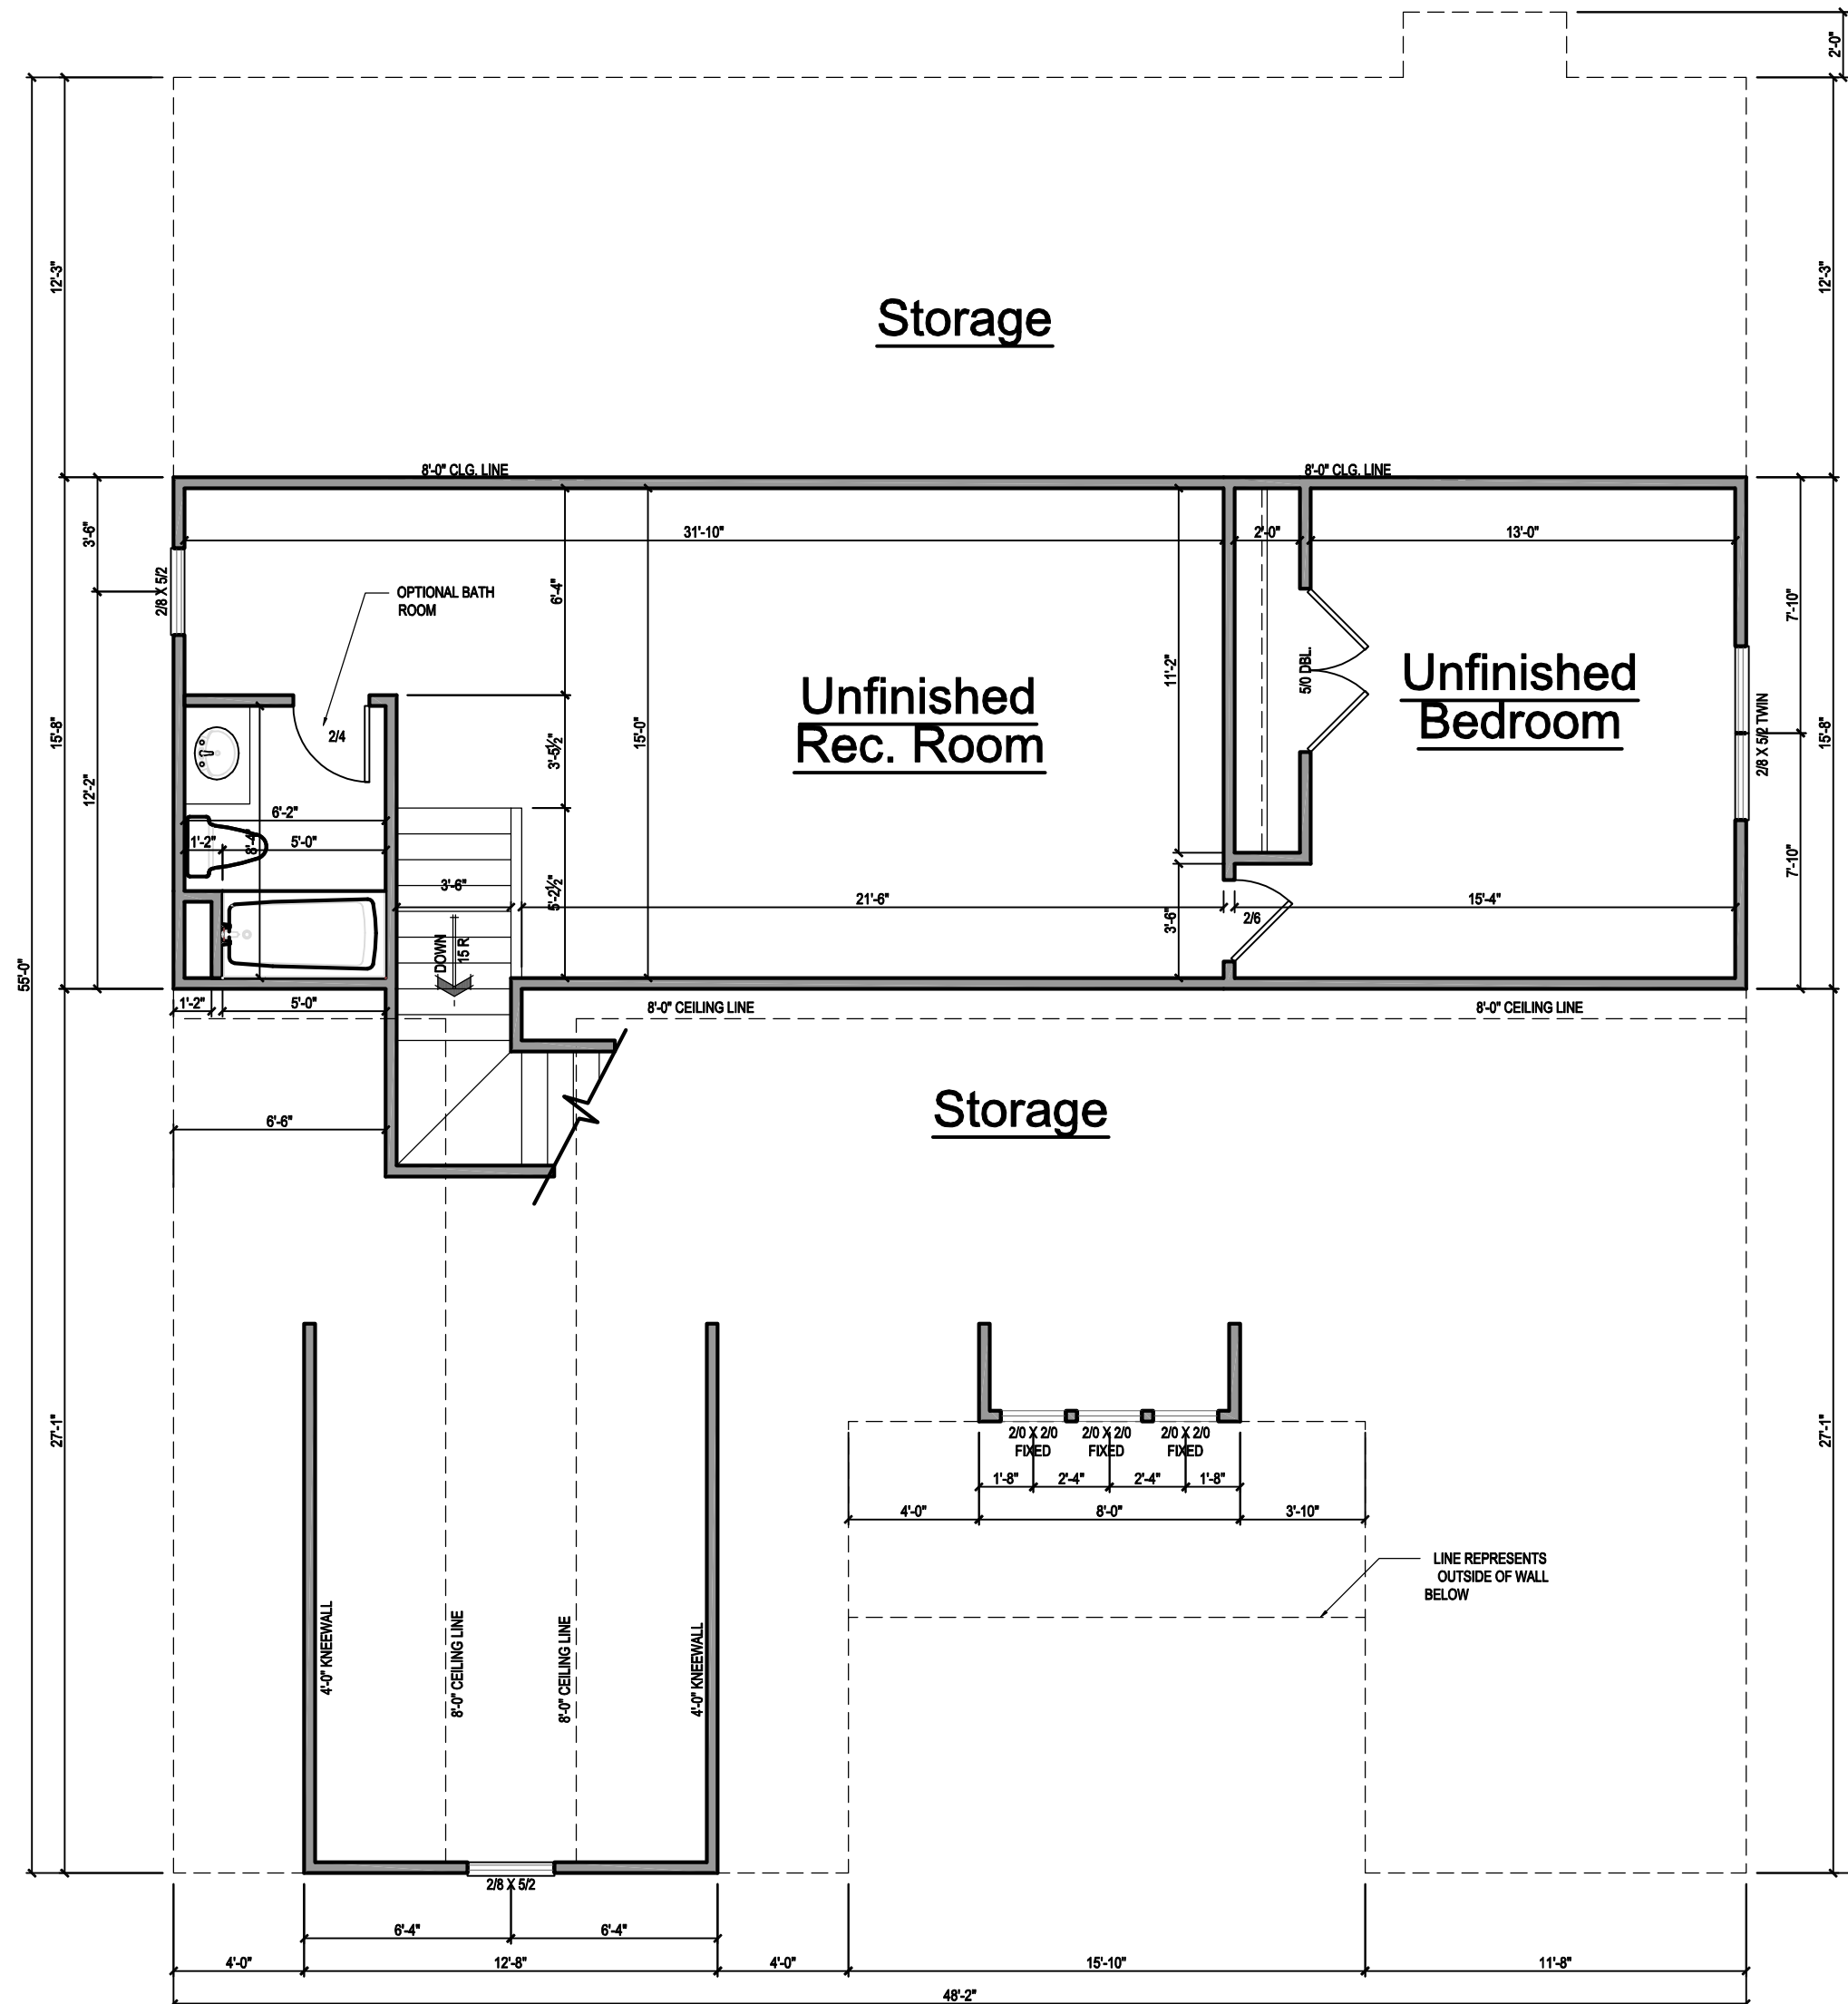 2'-0"
12'-3"
12'-3"
Storage
8'-0" CLG. LINE
8'-0" CLG. LINE
3'-6"
31'-10"
2'-0"
13'-0"
2/8 X 5/2
OPTIONAL BATH
ROOM
6'-4"
7'-10"
11'-2"
5/0 DBL.
Unfinished
Rec. Room
Unfinished
Bedroom
2/4
15'-8"
3'-5½"
15'-0"
2/8 X 5/2 TWIN
15'-8"
12'-2"
6'-2"
1'-2"
8'-4"
5'-0"
3'-6"
5'-2½"
21'-6"
3'-6"
2/6
15'-4"
7'-10"
DOWN
15 R
55'-0"
1'-2"
5'-0"
8'-0" CEILING LINE
8'-0" CEILING LINE
Storage
6'-6"
27'-1"
27'-1"
2/0 X 2/0
FIXED
2/0 X 2/0
FIXED
2/0 X 2/0
FIXED
1'-8"
2'-4"
2'-4"
1'-8"
4'-0"
8'-0"
3'-10"
LINE REPRESENTS
OUTSIDE OF WALL
BELOW
4'-0" KNEEWALL
8'-0" CEILING LINE
8'-0" CEILING LINE
4'-0" KNEEWALL
2/8 X 5/2
6'-4"
6'-4"
4'-0"
12'-8"
4'-0"
15'-10"
11'-8"
48'-2"